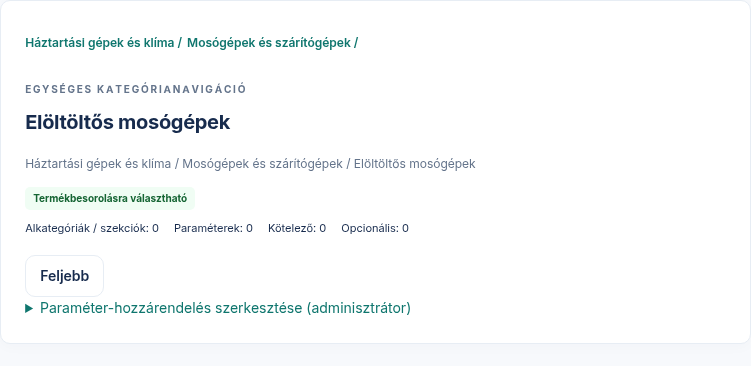 Háztartási gépek és klíma / Mosógépek és szárítógépek /
EGYSÉGES KATEGÓRIANAVIGÁCIÓ
Elöltöltős mosógépek
Háztartási gépek és klíma / Mosógépek és szárítógépek / Elöltöltős mosógépek
Termékbesorolásra választható
Alkategóriák / szekciók: 0 Paraméterek: 0 Kötelező: 0 Opcionális: 0
Feljebb
Paraméter-hozzárendelés szerkesztése (adminisztrátor)